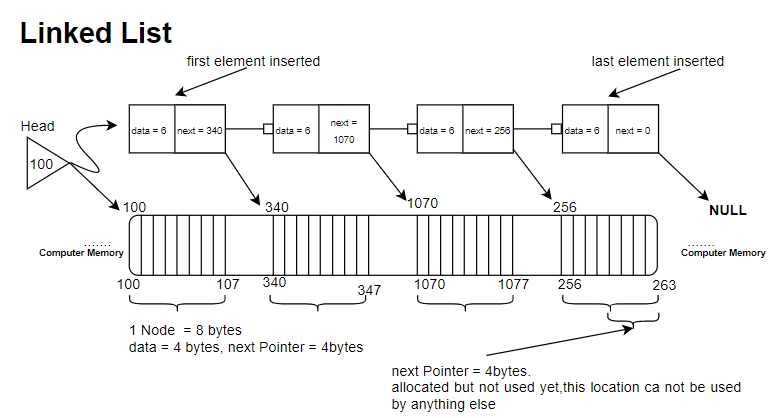 Linked List
first element inserted
last element inserted
Head
100
data = 6
next = 340
data = 6
next =
1070
data = 6
next = 256
data = 6
next = 0
100
340
1070
256
NULL
.......
Computer Memory
.......
Computer Memory
100
107
340
347
1070
1077
256
263
1 Node = 8 bytes
data = 4 bytes, next Pointer = 4bytes
next Pointer = 4bytes.
allocated but not used yet,this location ca not be used
by anything else